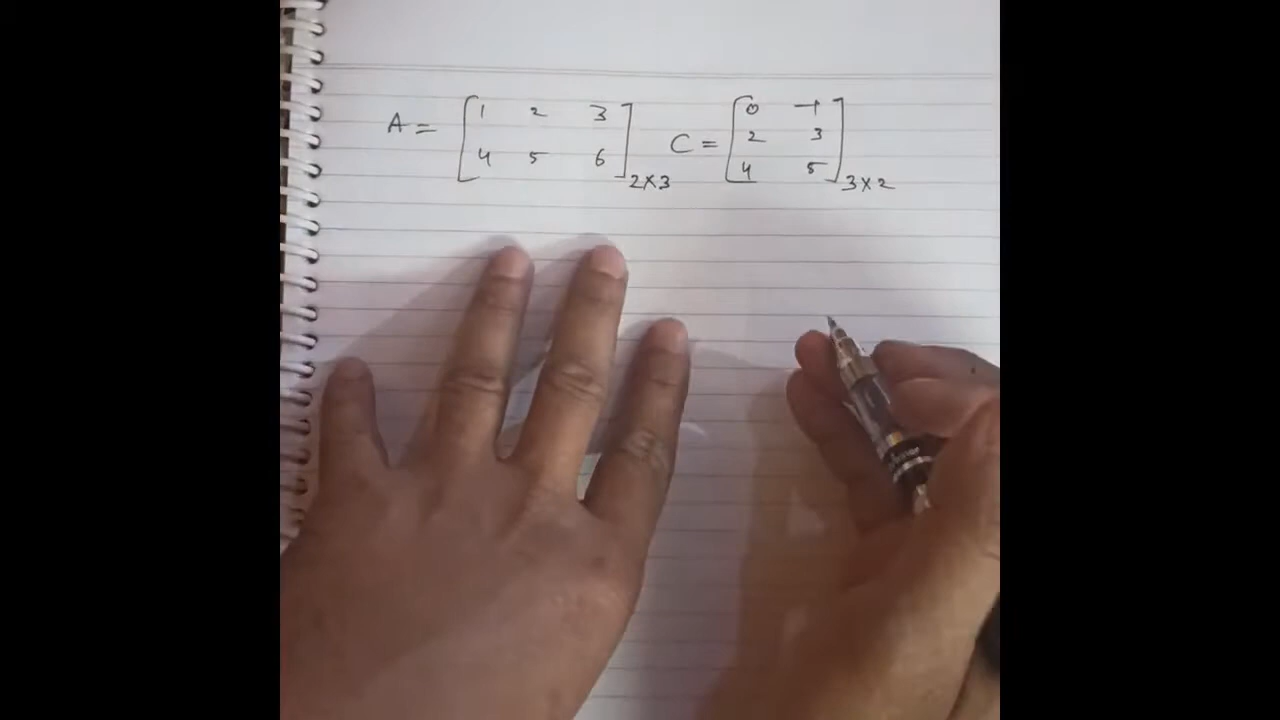 A = [1 2 3
4 5 6] 2×3
C = [0 -1
2 3
4 5] 3×2